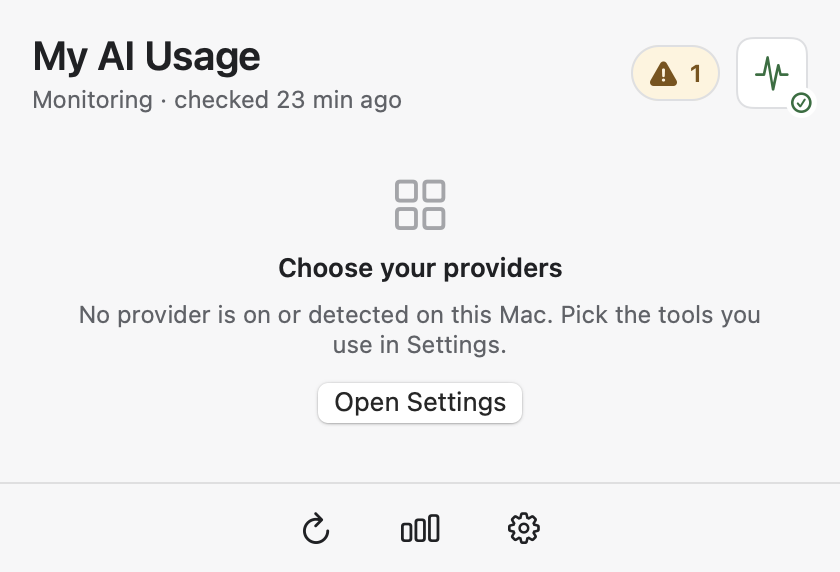 My AI Usage
Monitoring · checked 23 min ago
1
Choose your providers
No provider is on or detected on this Mac. Pick the tools you
use in Settings.
Open Settings